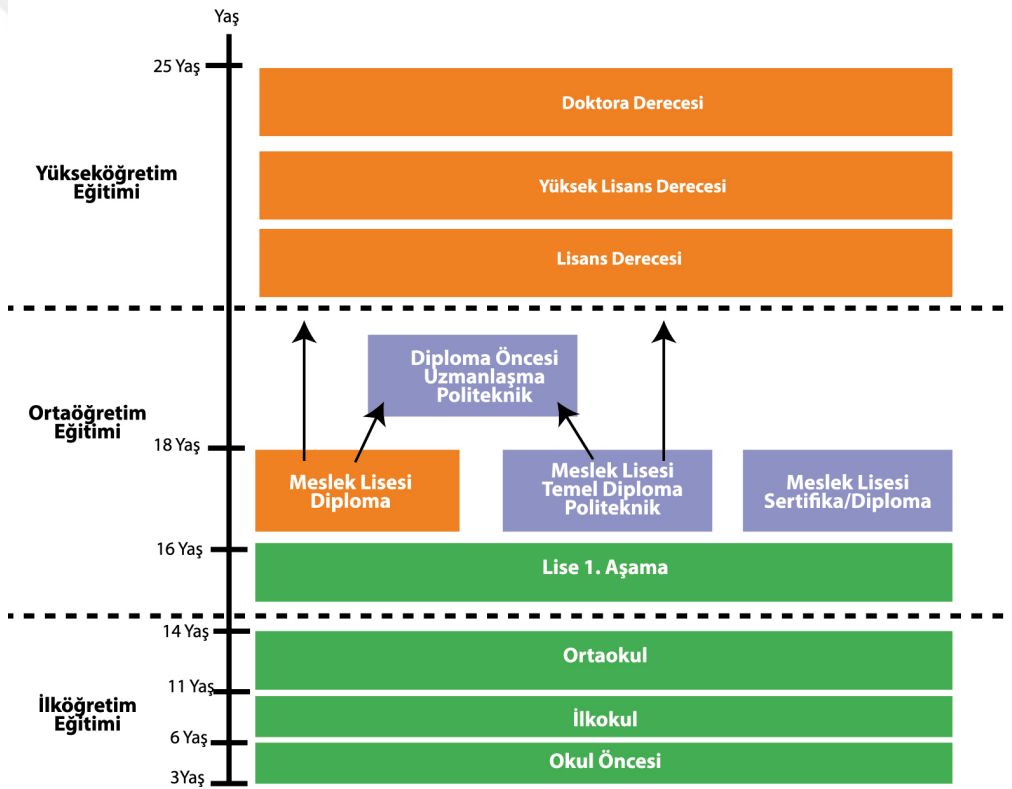 Yaş
25 Yaş
Doktora Derecesi
Yükseköğretim
Eğitimi
Yüksek Lisans Derecesi
Lisans Derecesi
Diploma Öncesi
Uzmanlaşma
Politeknik
Ortaöğretim
Eğitimi
18 Yaş
Meslek Lisesi
Diploma
Meslek Lisesi
Temel Diploma
Politeknik
Meslek Lisesi
Sertifika/Diploma
16 Yaş
Lise 1. Aşama
14 Yaş
Ortaokul
11 Yaş
İlköğretim
Eğitimi
İlkokul
6 Yaş
Okul Öncesi
3Yaş